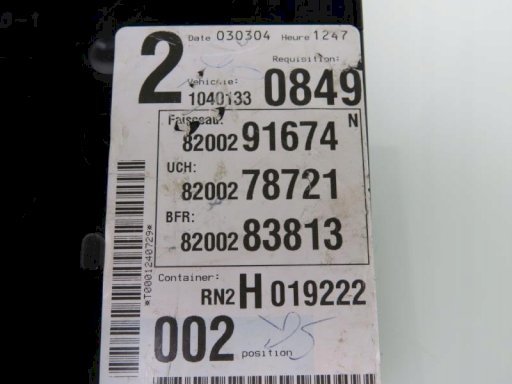 2 Date 030304 Heure 1247
Requisition:
Vehicule:
1040133 0849
Faisceau: N
82002 91674
UCH:
82002 78721
BFR:
82002 83813
*T0001240729*
Container:
RN2 H 019222
002 position